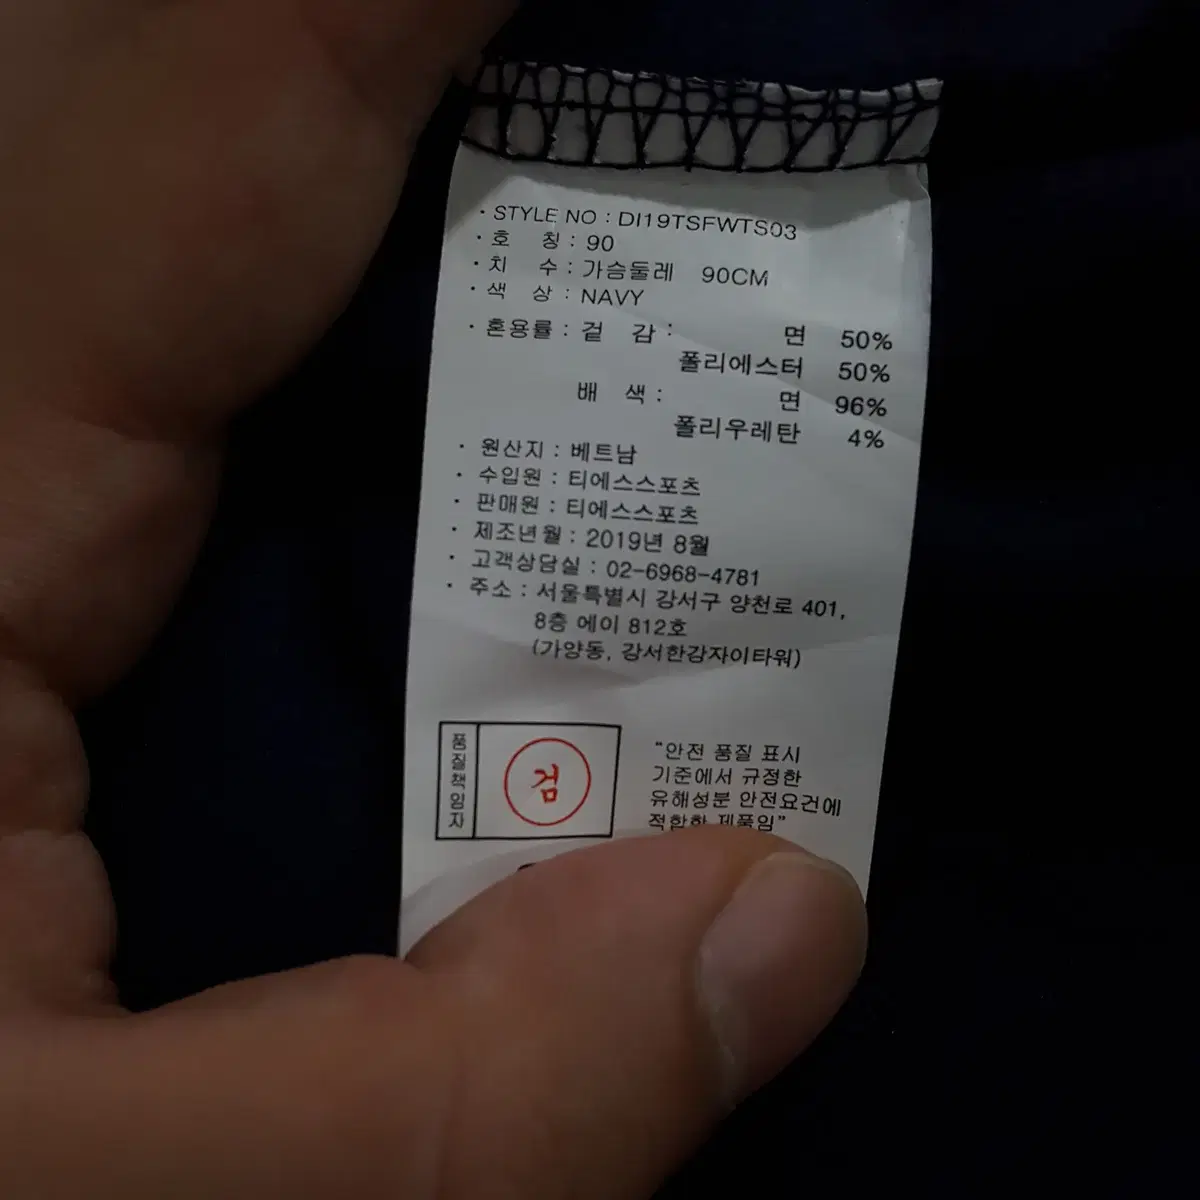 · STYLE NO : DI19TSFWTS03
· 호 칭 : 90
· 치 수 : 가슴둘레 90CM
· 색 상 : NAVY
· 혼용률 : 겉 감 : 면 50%
폴리에스터 50%
배 색 : 면 96%
폴리우레탄 4%
· 원산지 : 베트남
· 수입원 : 티에스스포츠
· 판매원 : 티에스스포츠
· 제조년월 : 2019년 8월
· 고객상담실 : 02-6968-4781
· 주소 : 서울특별시 강서구 양천로 401,
8층 에이 812호
(가양동, 강서한강자이타워)
품질책임자
검
"안전 품질 표시
기준에서 규정한
유해성분 안전요건에
적합한 제품임"